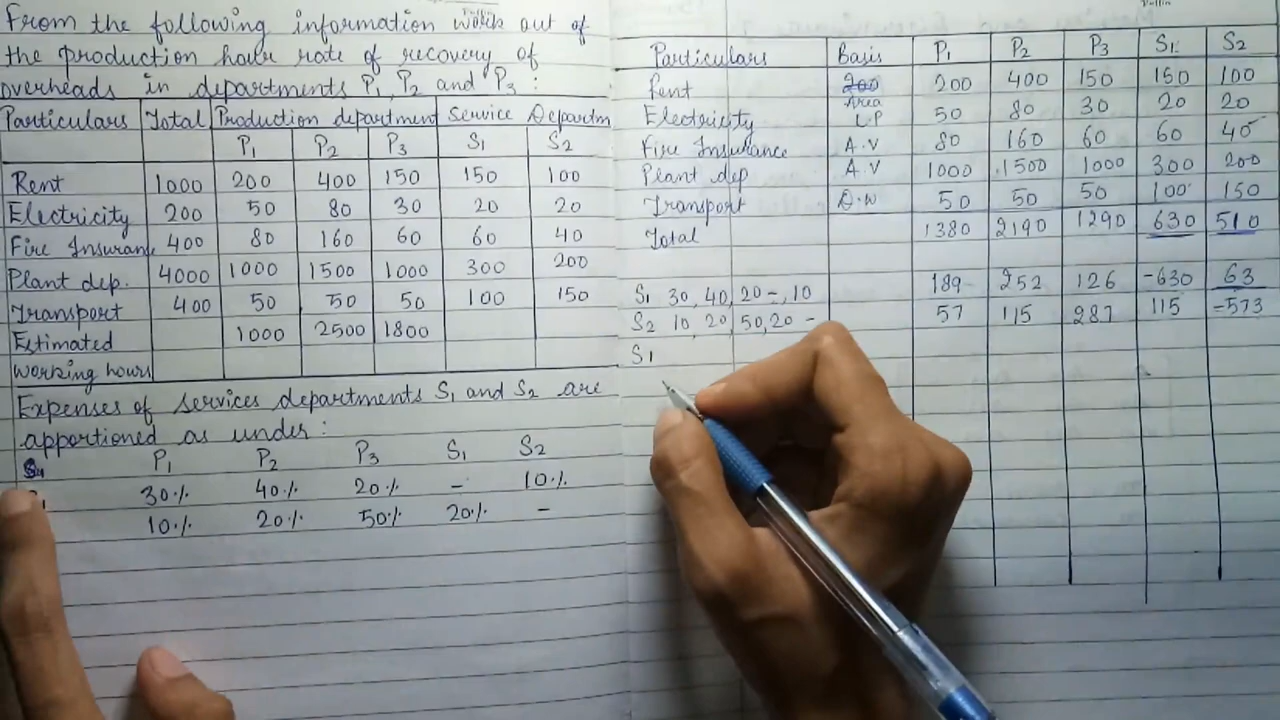 From the following information work out of
the production hour rate of recovery of
overheads in departments P1, P2 and P3 :
Particulars Total Production department Service Departm
P1 P2 P3 S1 S2
Rent 1000 200 400 150 150 100
Electricity 200 50 80 30 20 20
Fire Insuranc 400 80 160 60 60 40
Plant dep. 4000 1000 1500 1000 300 200
Transport 400 50 50 50 100 150
Estimated 1000 2500 1800
working hours
Expenses of services departments S1 and S2 are
apportioned as under :
P1 P2 P3 S1 S2
30% 40% 20% - 10%
10% 20% 50% 20% -
Particulars Basis P1 P2 P3 S1 S2
Rent 200 Area 200 400 150 150 100
Electricity L.P 50 80 30 20 20
Fire Insurance A.V 80 160 60 60 40
Plant dep A.V 1000 1500 1000 300 200
Transport D.W 50 50 50 100 150
Total 1380 2190 1290 630 510
S1 30, 40, 20 -, 10 189 252 126 -630 63
S2 10, 20, 50, 20 - 57 115 287 115 -573
S1